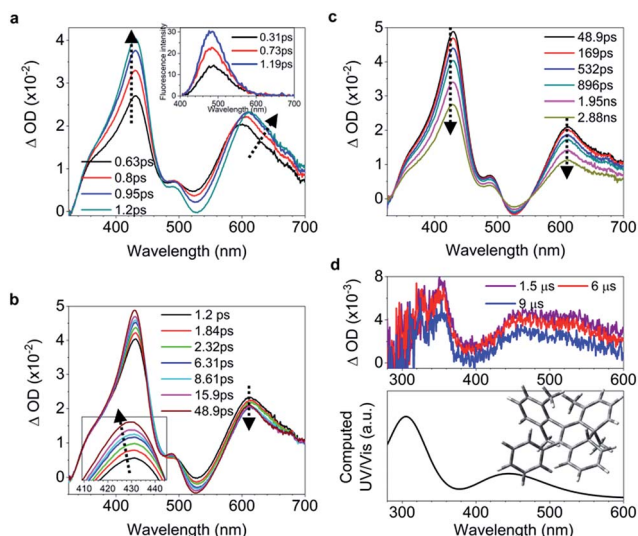 a
Δ OD (x10⁻²)
4
3
2
1
0
400
500
600
700
Wavelength (nm)
0.63ps
0.8ps
0.95ps
1.2ps
Fluorescence intensity
30
20
10
0
400
500
600
700
Wavelength (nm)
0.31ps
0.73ps
1.19ps
b
Δ OD (x10⁻²)
5
4
3
2
1
0
400
500
600
700
Wavelength (nm)
1.2 ps
1.84ps
2.32ps
6.31ps
8.61ps
15.9ps
48.9ps
410
420
430
440
c
Δ OD (x10⁻²)
5
4
3
2
1
0
400
500
600
700
Wavelength (nm)
48.9ps
169ps
532ps
896ps
1.95ns
2.88ns
d
Δ OD (x10⁻³)
8
4
0
1.5 μs
6 μs
9 μs
280
300
400
500
600
Computed
UV/Vis (a.u.)
300
400
500
600
Wavelength (nm)